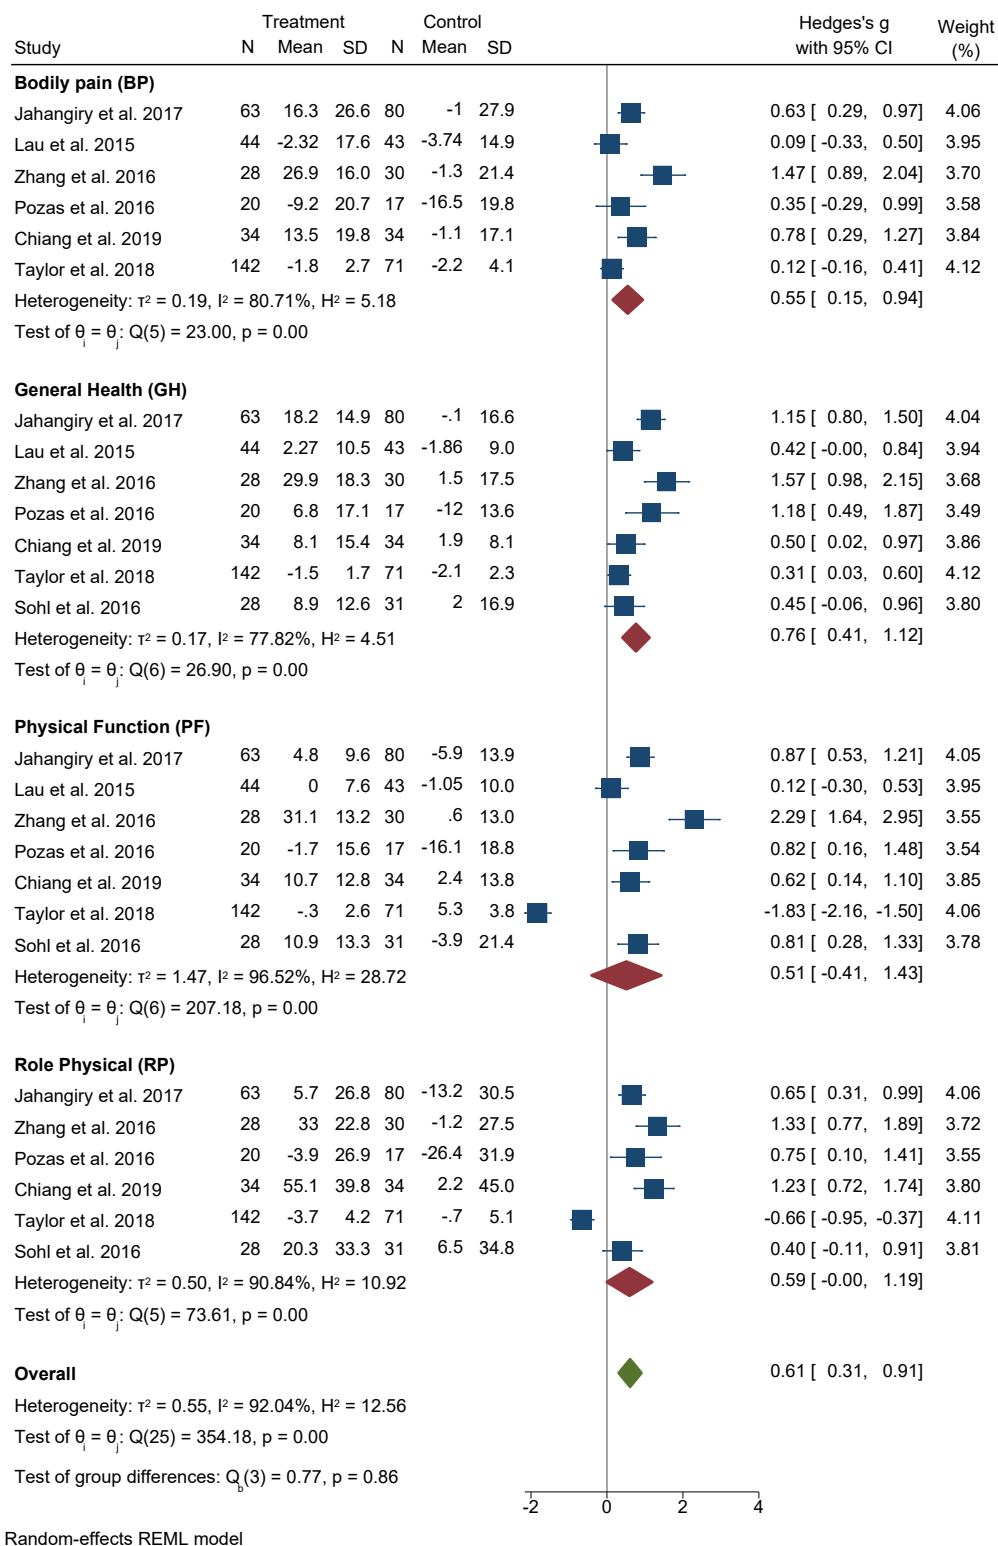 Treatment Control Hedges's g Weight
Study N Mean SD N Mean SD with 95% CI (%)
Bodily pain (BP)
Jahangiry et al. 2017 63 16.3 26.6 80 -1 27.9 0.63 [ 0.29, 0.97] 4.06
Lau et al. 2015 44 -2.32 17.6 43 -3.74 14.9 0.09 [ -0.33, 0.50] 3.95
Zhang et al. 2016 28 26.9 16.0 30 -1.3 21.4 1.47 [ 0.89, 2.04] 3.70
Pozas et al. 2016 20 -9.2 20.7 17 -16.5 19.8 0.35 [ -0.29, 0.99] 3.58
Chiang et al. 2019 34 13.5 19.8 34 -1.1 17.1 0.78 [ 0.29, 1.27] 3.84
Taylor et al. 2018 142 -1.8 2.7 71 -2.2 4.1 0.12 [ -0.16, 0.41] 4.12
Heterogeneity: τ² = 0.19, I² = 80.71%, H² = 5.18 0.55 [ 0.15, 0.94]
Test of θᵢ = θⱼ: Q(5) = 23.00, p = 0.00
General Health (GH)
Jahangiry et al. 2017 63 18.2 14.9 80 -.1 16.6 1.15 [ 0.80, 1.50] 4.04
Lau et al. 2015 44 2.27 10.5 43 -1.86 9.0 0.42 [ -0.00, 0.84] 3.94
Zhang et al. 2016 28 29.9 18.3 30 1.5 17.5 1.57 [ 0.98, 2.15] 3.68
Pozas et al. 2016 20 6.8 17.1 17 -12 13.6 1.18 [ 0.49, 1.87] 3.49
Chiang et al. 2019 34 8.1 15.4 34 1.9 8.1 0.50 [ 0.02, 0.97] 3.86
Taylor et al. 2018 142 -1.5 1.7 71 -2.1 2.3 0.31 [ 0.03, 0.60] 4.12
Sohl et al. 2016 28 8.9 12.6 31 2 16.9 0.45 [ -0.06, 0.96] 3.80
Heterogeneity: τ² = 0.17, I² = 77.82%, H² = 4.51 0.76 [ 0.41, 1.12]
Test of θᵢ = θⱼ: Q(6) = 26.90, p = 0.00
Physical Function (PF)
Jahangiry et al. 2017 63 4.8 9.6 80 -5.9 13.9 0.87 [ 0.53, 1.21] 4.05
Lau et al. 2015 44 0 7.6 43 -1.05 10.0 0.12 [ -0.30, 0.53] 3.95
Zhang et al. 2016 28 31.1 13.2 30 .6 13.0 2.29 [ 1.64, 2.95] 3.55
Pozas et al. 2016 20 -1.7 15.6 17 -16.1 18.8 0.82 [ 0.16, 1.48] 3.54
Chiang et al. 2019 34 10.7 12.8 34 2.4 13.8 0.62 [ 0.14, 1.10] 3.85
Taylor et al. 2018 142 -.3 2.6 71 5.3 3.8 -1.83 [ -2.16, -1.50] 4.06
Sohl et al. 2016 28 10.9 13.3 31 -3.9 21.4 0.81 [ 0.28, 1.33] 3.78
Heterogeneity: τ² = 1.47, I² = 96.52%, H² = 28.72 0.51 [ -0.41, 1.43]
Test of θᵢ = θⱼ: Q(6) = 207.18, p = 0.00
Role Physical (RP)
Jahangiry et al. 2017 63 5.7 26.8 80 -13.2 30.5 0.65 [ 0.31, 0.99] 4.06
Zhang et al. 2016 28 33 22.8 30 -1.2 27.5 1.33 [ 0.77, 1.89] 3.72
Pozas et al. 2016 20 -3.9 26.9 17 -26.4 31.9 0.75 [ 0.10, 1.41] 3.55
Chiang et al. 2019 34 55.1 39.8 34 2.2 45.0 1.23 [ 0.72, 1.74] 3.80
Taylor et al. 2018 142 -3.7 4.2 71 -.7 5.1 -0.66 [ -0.95, -0.37] 4.11
Sohl et al. 2016 28 20.3 33.3 31 6.5 34.8 0.40 [ -0.11, 0.91] 3.81
Heterogeneity: τ² = 0.50, I² = 90.84%, H² = 10.92 0.59 [ -0.00, 1.19]
Test of θᵢ = θⱼ: Q(5) = 73.61, p = 0.00
Overall 0.61 [ 0.31, 0.91]
Heterogeneity: τ² = 0.55, I² = 92.04%, H² = 12.56
Test of θᵢ = θⱼ: Q(25) = 354.18, p = 0.00
Test of group differences: Q_b(3) = 0.77, p = 0.86
-2 0 2 4
Random-effects REML model